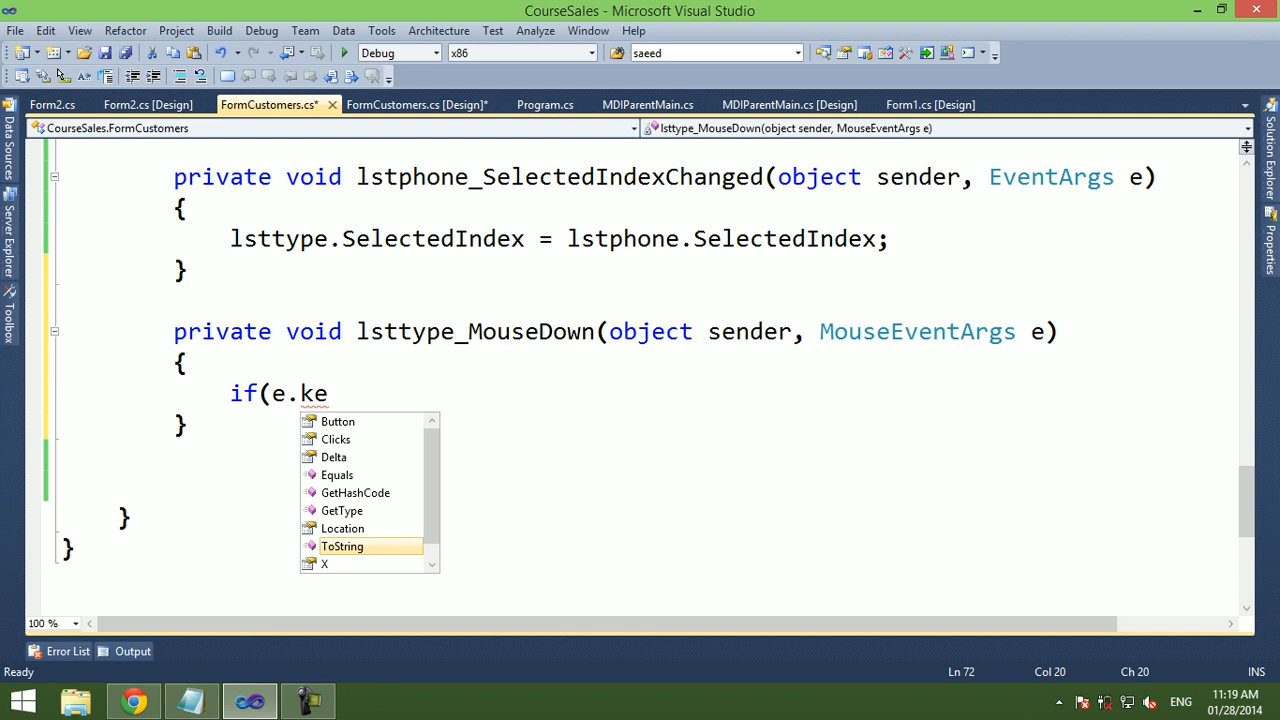 CourseSales - Microsoft Visual Studio
File Edit View Refactor Project Build Debug Team Data Tools Architecture Test Analyze Window Help
Debug x86 saeed
Form2.cs Form2.cs [Design] FormCustomers.cs* FormCustomers.cs [Design]* Program.cs MDIParentMain.cs MDIParentMain.cs [Design] Form1.cs [Design]
CourseSales.FormCustomers lsttype_MouseDown(object sender, MouseEventArgs e)
Data Sources
Server Explorer
Toolbox
Solution Explorer
Properties
private void lstphone_SelectedIndexChanged(object sender, EventArgs e)
{
lsttype.SelectedIndex = lstphone.SelectedIndex;
}
private void lsttype_MouseDown(object sender, MouseEventArgs e)
{
if(e.ke
}
Button
Clicks
Delta
Equals
GetHashCode
GetType
Location
ToString
X
}
}
100 %
Error List Output
Ready Ln 72 Col 20 Ch 20 INS
ENG 11:19 AM
01/28/2014